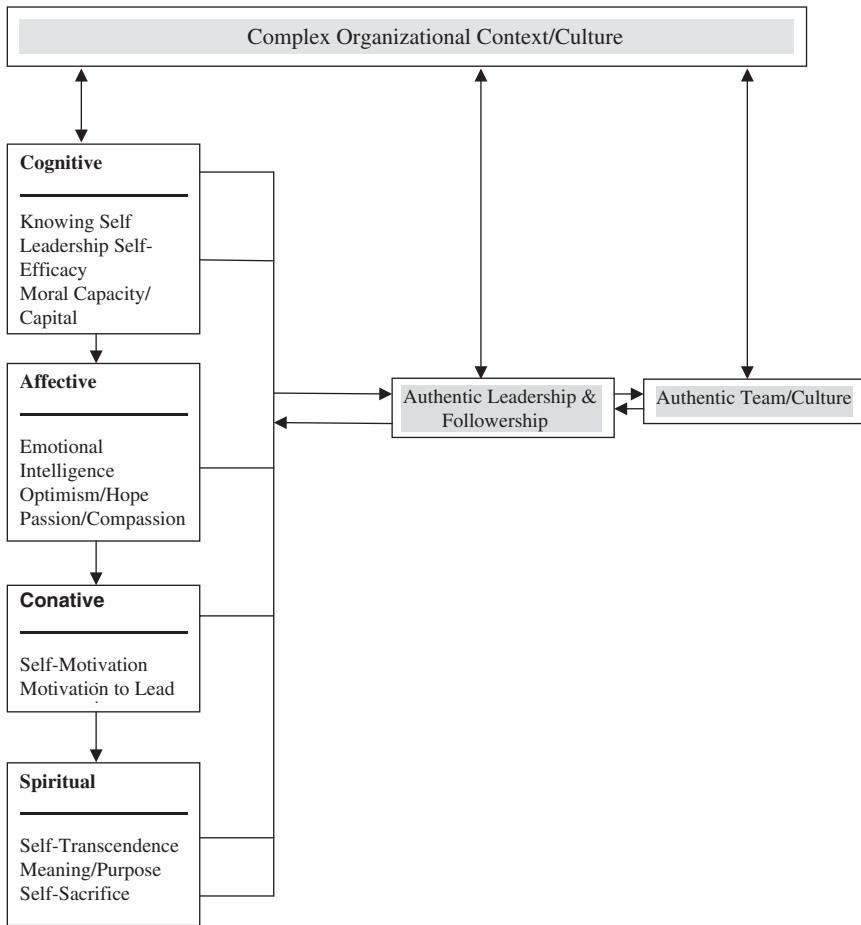 Complex Organizational Context/Culture
Cognitive
Knowing Self
Leadership Self-
Efficacy
Moral Capacity/
Capital
Affective
Emotional
Intelligence
Optimism/Hope
Passion/Compassion
Conative
Self-Motivation
Motivation to Lead
Spiritual
Self-Transcendence
Meaning/Purpose
Self-Sacrifice
Authentic Leadership &
Followership
Authentic Team/Culture